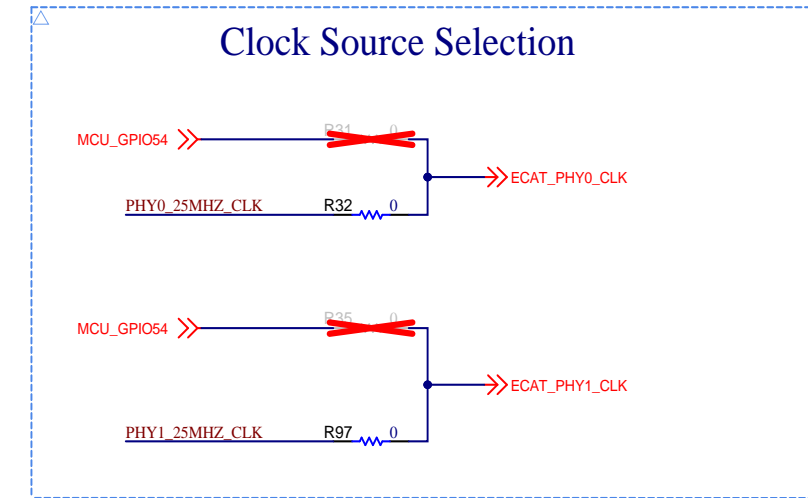 Clock Source Selection
R31 0
MCU_GPIO54
ECAT_PHY0_CLK
PHY0_25MHZ_CLK R32 0
R35 0
MCU_GPIO54
ECAT_PHY1_CLK
PHY1_25MHZ_CLK R97 0